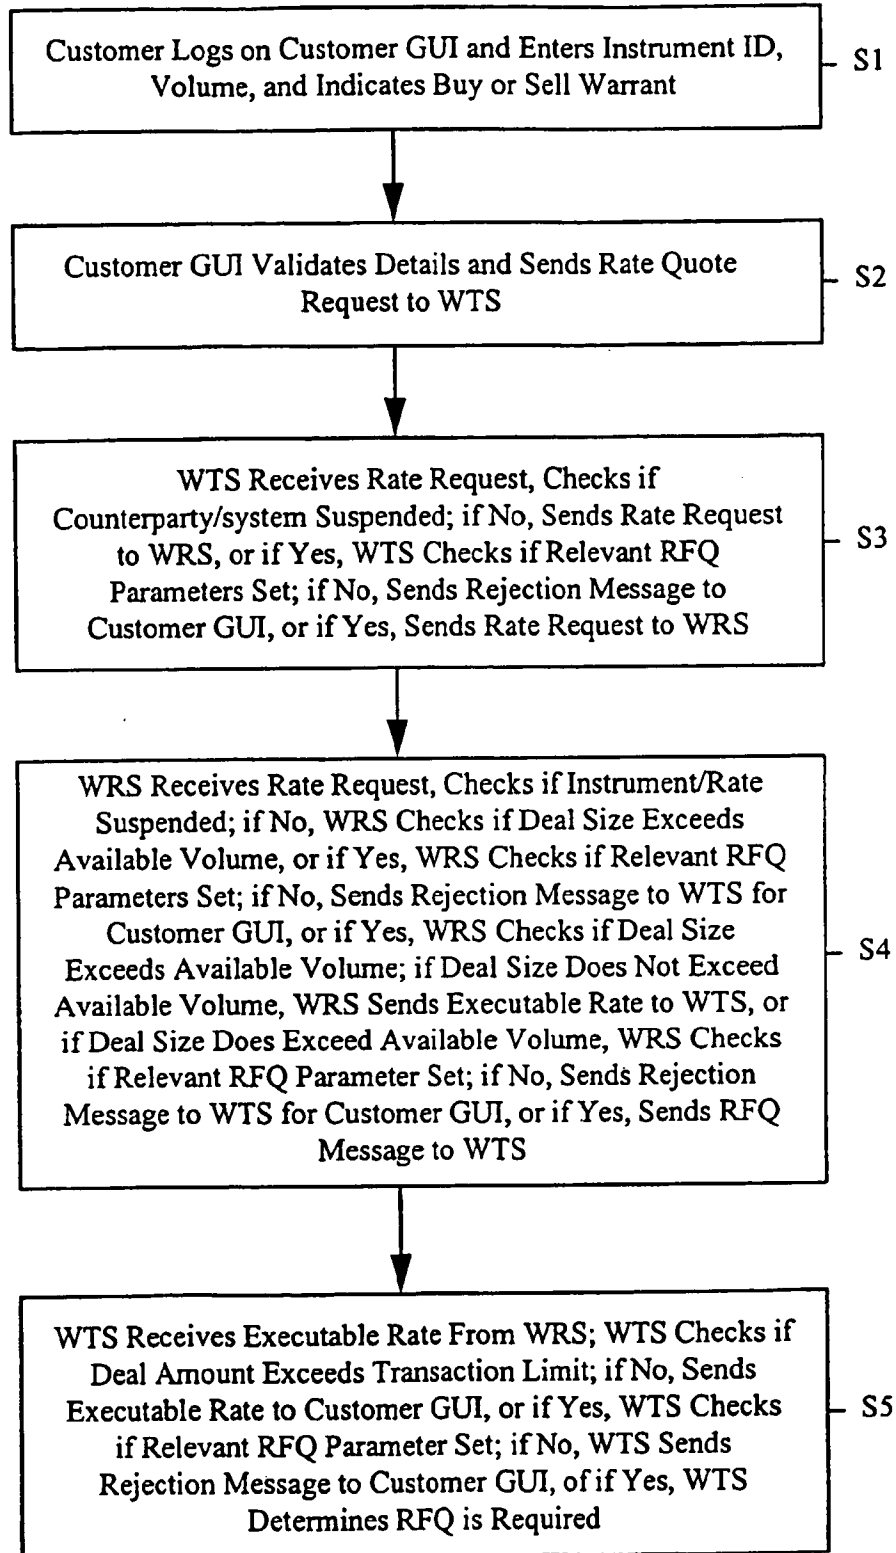 Customer Logs on Customer GUI and Enters Instrument ID,
Volume, and Indicates Buy or Sell Warrant
S1
Customer GUI Validates Details and Sends Rate Quote
Request to WTS
S2
WTS Receives Rate Request, Checks if
Counterparty/system Suspended; if No, Sends Rate Request
to WRS, or if Yes, WTS Checks if Relevant RFQ
Parameters Set; if No, Sends Rejection Message to
Customer GUI, or if Yes, Sends Rate Request to WRS
S3
WRS Receives Rate Request, Checks if Instrument/Rate
Suspended; if No, WRS Checks if Deal Size Exceeds
Available Volume, or if Yes, WRS Checks if Relevant RFQ
Parameters Set; if No, Sends Rejection Message to WTS for
Customer GUI, or if Yes, WRS Checks if Deal Size
Exceeds Available Volume; if Deal Size Does Not Exceed
Available Volume, WRS Sends Executable Rate to WTS, or
if Deal Size Does Exceed Available Volume, WRS Checks
if Relevant RFQ Parameter Set; if No, Sends Rejection
Message to WTS for Customer GUI, or if Yes, Sends RFQ
Message to WTS
S4
WTS Receives Executable Rate From WRS; WTS Checks if
Deal Amount Exceeds Transaction Limit; if No, Sends
Executable Rate to Customer GUI, or if Yes, WTS Checks
if Relevant RFQ Parameter Set; if No, WTS Sends
Rejection Message to Customer GUI, of if Yes, WTS
Determines RFQ is Required
S5